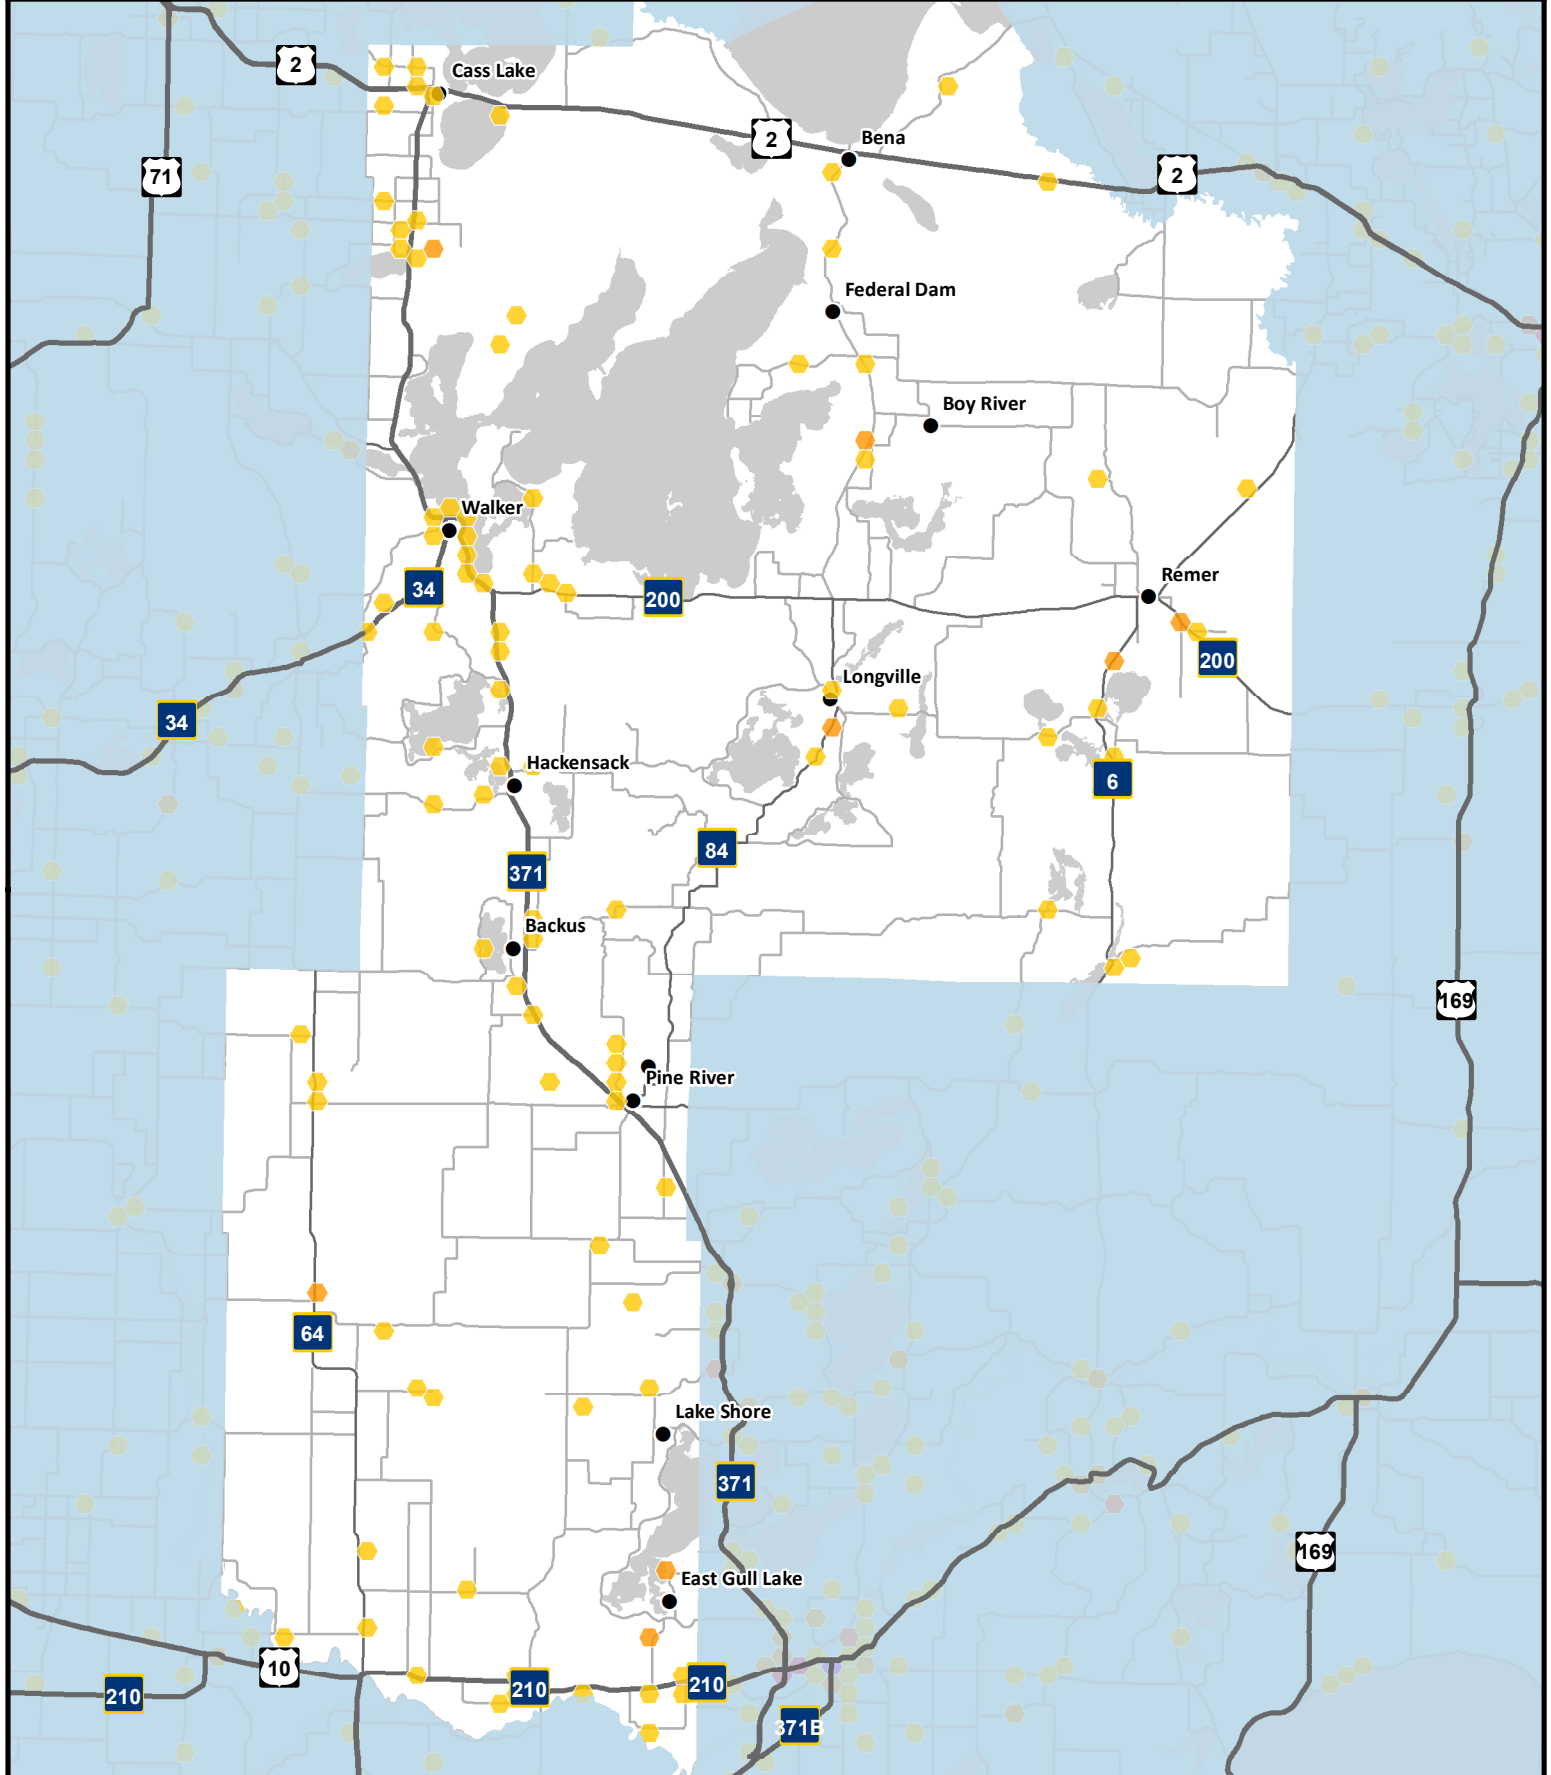 2
Cass Lake
2
Bena
2
71
Federal Dam
Boy River
Walker
34
200
Remer
200
34
Longville
Hackensack
6
84
371
Backus
169
Pine River
64
Lake Shore
371
169
East Gull Lake
10
210
210
210
371B